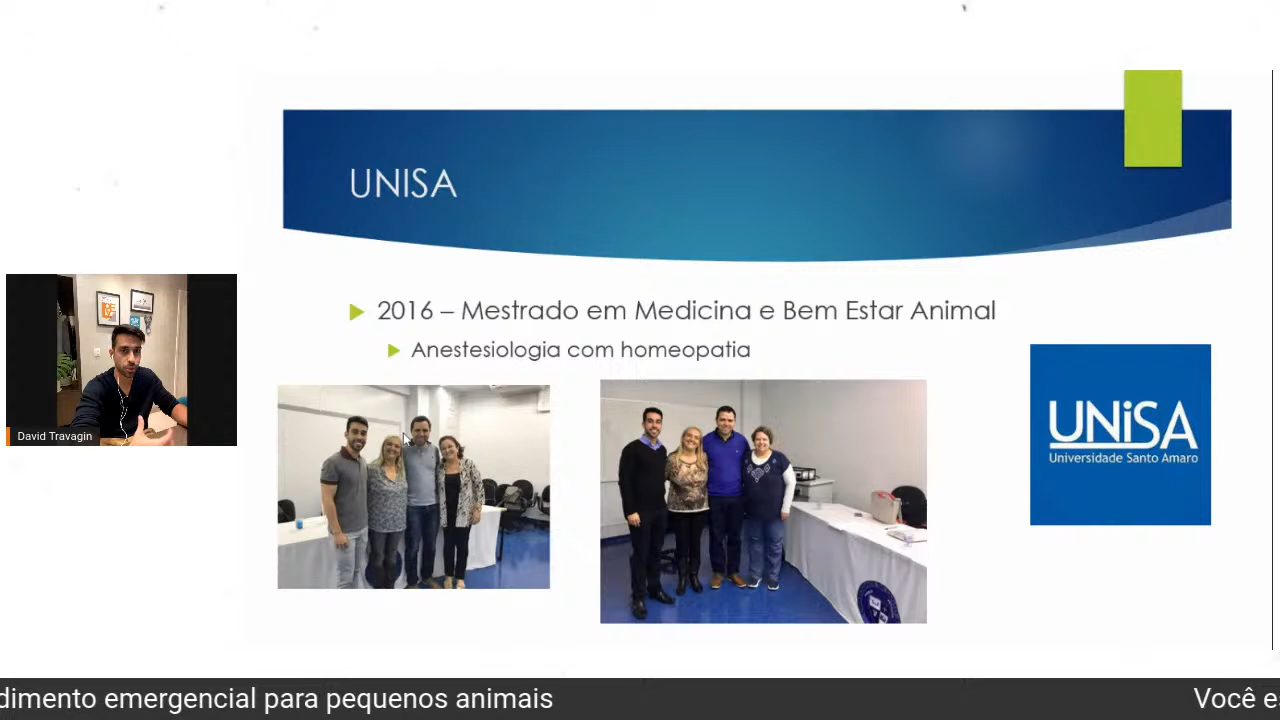 UNISA
2016 – Mestrado em Medicina e Bem Estar Animal
Anestesiologia com homeopatia
UNiSA
Universidade Santo Amaro
David Travagin
dimento emergencial para pequenos animais
Você e